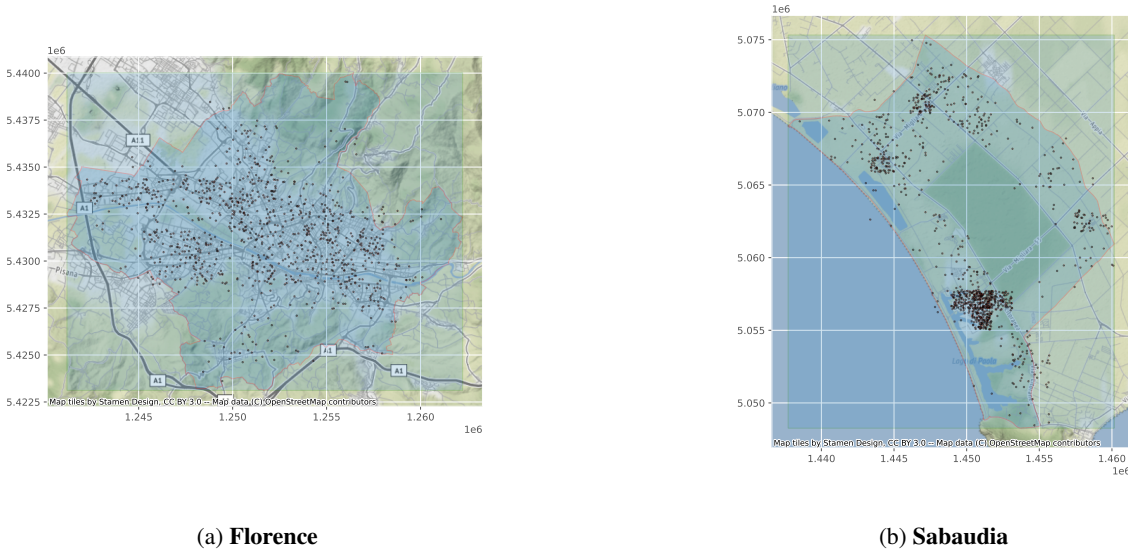 1e6
5.4400
5.4375
5.4350
5.4325
5.4300
5.4275
5.4250
5.4225
A11
A1
Pisana
A1
A1
A1
Map tiles by Stamen Design, CC BY 3.0 -- Map data (C) OpenStreetMap contributors
1.245 1.250 1.255 1.260
1e6
(a) Florence
1e6
5.075
5.070
5.065
5.060
5.055
5.050
Map tiles by Stamen Design, CC BY 3.0 -- Map data (C) OpenStreetMap contributors
1.440 1.445 1.450 1.455 1.460
1e6
(b) Sabaudia